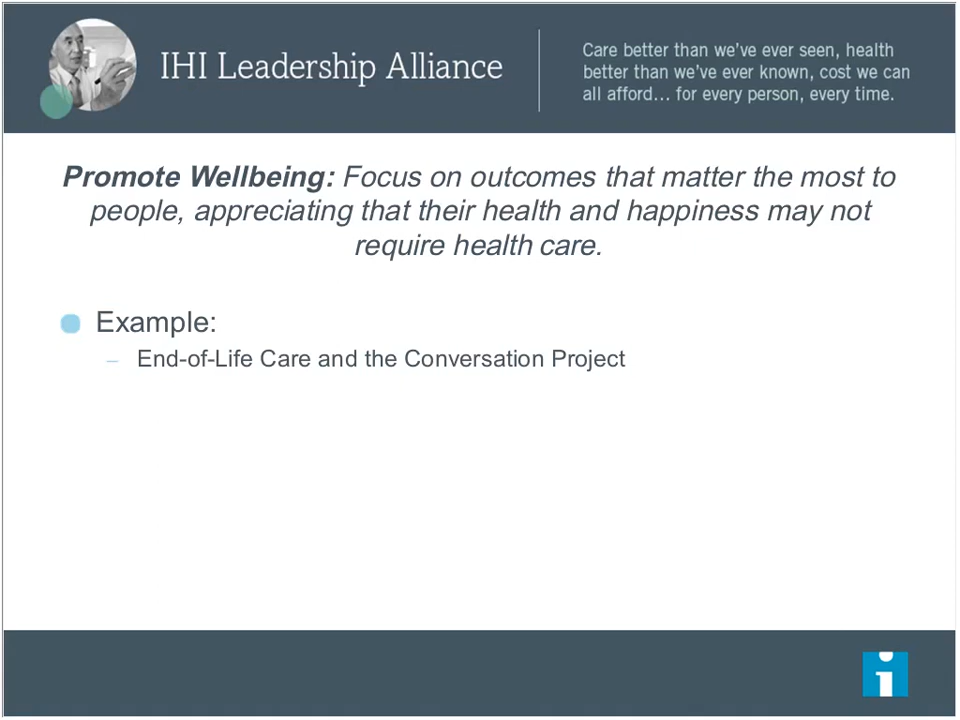 IHI Leadership Alliance
Care better than we've ever seen, health
better than we've ever known, cost we can
all afford... for every person, every time.
Promote Wellbeing: Focus on outcomes that matter the most to
people, appreciating that their health and happiness may not
require health care.
Example:
– End-of-Life Care and the Conversation Project
i